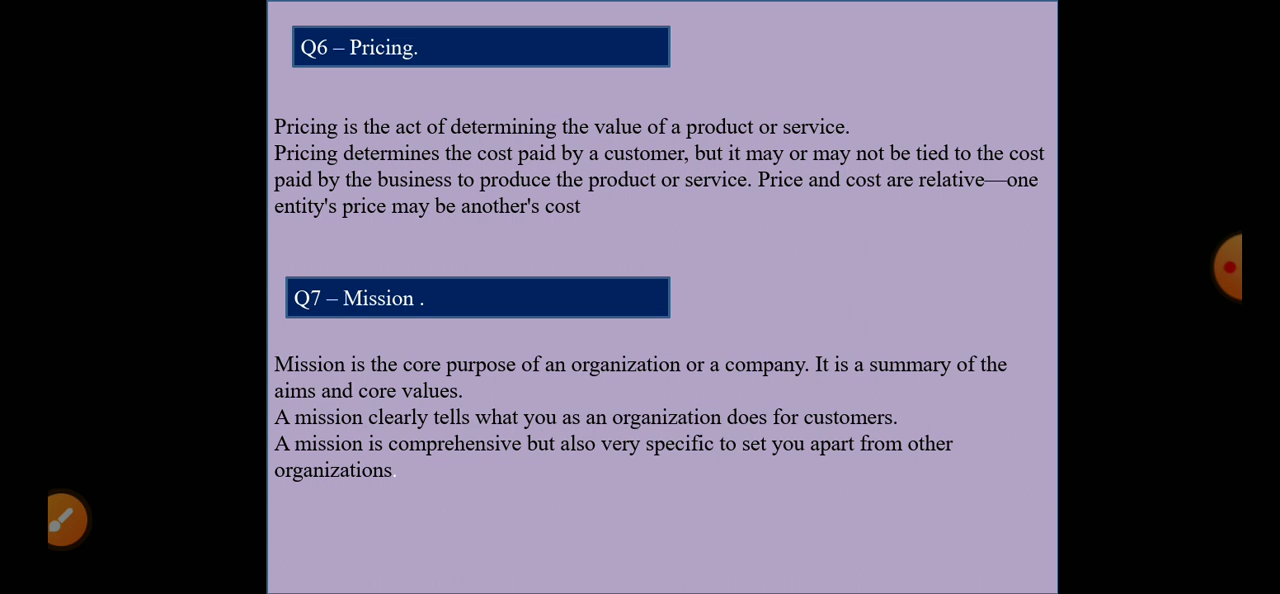 Q6 – Pricing.
Pricing is the act of determining the value of a product or service.
Pricing determines the cost paid by a customer, but it may or may not be tied to the cost
paid by the business to produce the product or service. Price and cost are relative—one
entity's price may be another's cost
Q7 – Mission .
Mission is the core purpose of an organization or a company. It is a summary of the
aims and core values.
A mission clearly tells what you as an organization does for customers.
A mission is comprehensive but also very specific to set you apart from other
organizations.